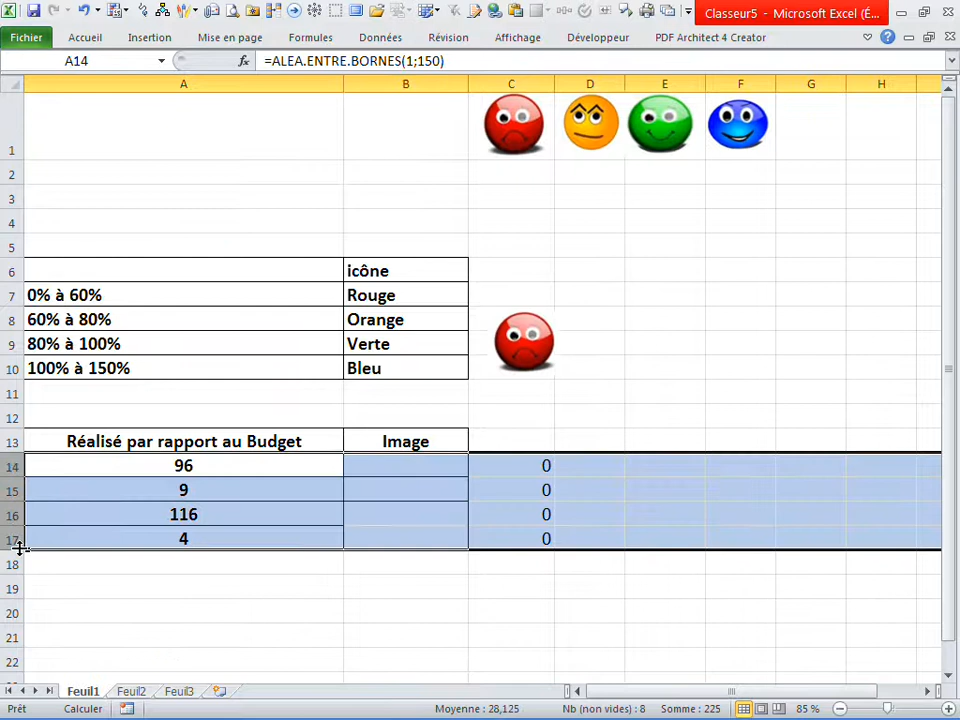 Classeur5 - Microsoft Excel (É...
Fichier Accueil Insertion Mise en page Formules Données Révision Affichage Développeur PDF Architect 4 Creator
A14 fx =ALEA.ENTRE.BORNES(1;150)
A B C D E F G H
1
2
3
4
5
6 icône
7 0% à 60% Rouge
8 60% à 80% Orange
9 80% à 100% Verte
10 100% à 150% Bleu
11
12
13 Réalisé par rapport au Budget Image
14 96 0
15 9 0
16 116 0
17 4 0
18
19
20
21
22
Feuil1 Feuil2 Feuil3
Prêt Calculer Moyenne : 28,125 Nb (non vides) : 8 Somme : 225 85 %